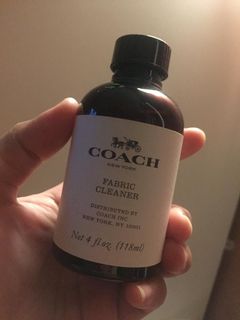 COACH
NEW YORK
FABRIC
CLEANER
DISTRIBUTED BY
COACH INC
NEW YORK, NY 10001
Net 4 fl oz (118ml)